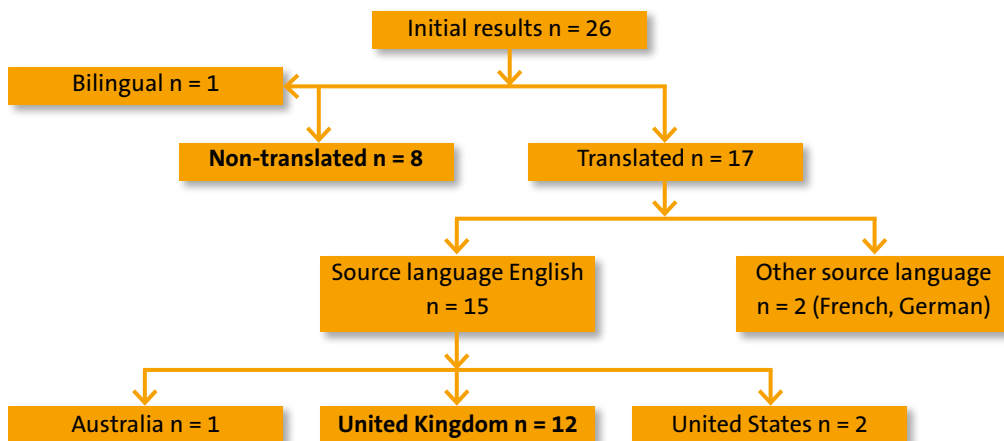 Initial results n = 26
Bilingual n = 1
Non-translated n = 8
Translated n = 17
Source language English
n = 15
Other source language
n = 2 (French, German)
Australia n = 1
United Kingdom n = 12
United States n = 2